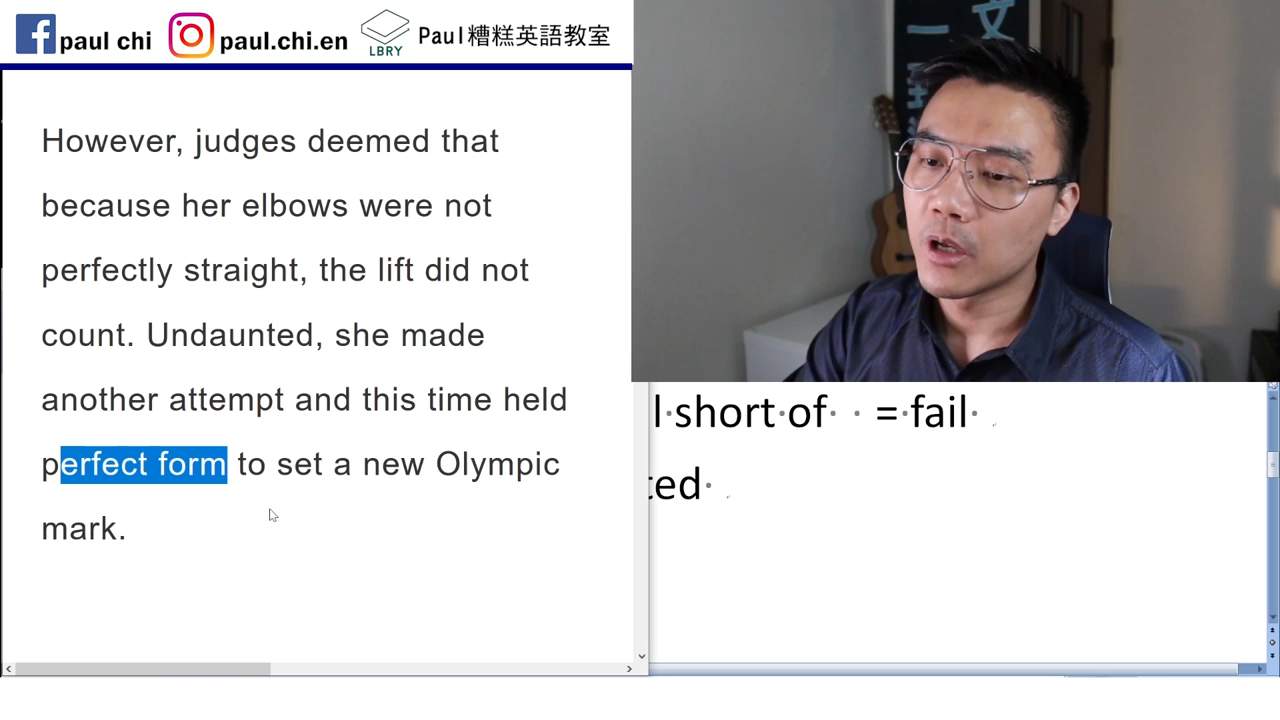 paul chi
paul.chi.en
LBRY
Paul糟糕英語教室
However, judges deemed that
because her elbows were not
perfectly straight, the lift did not
count. Undaunted, she made
another attempt and this time held
perfect form to set a new Olympic
mark.
文
一
l short of = fail
ted